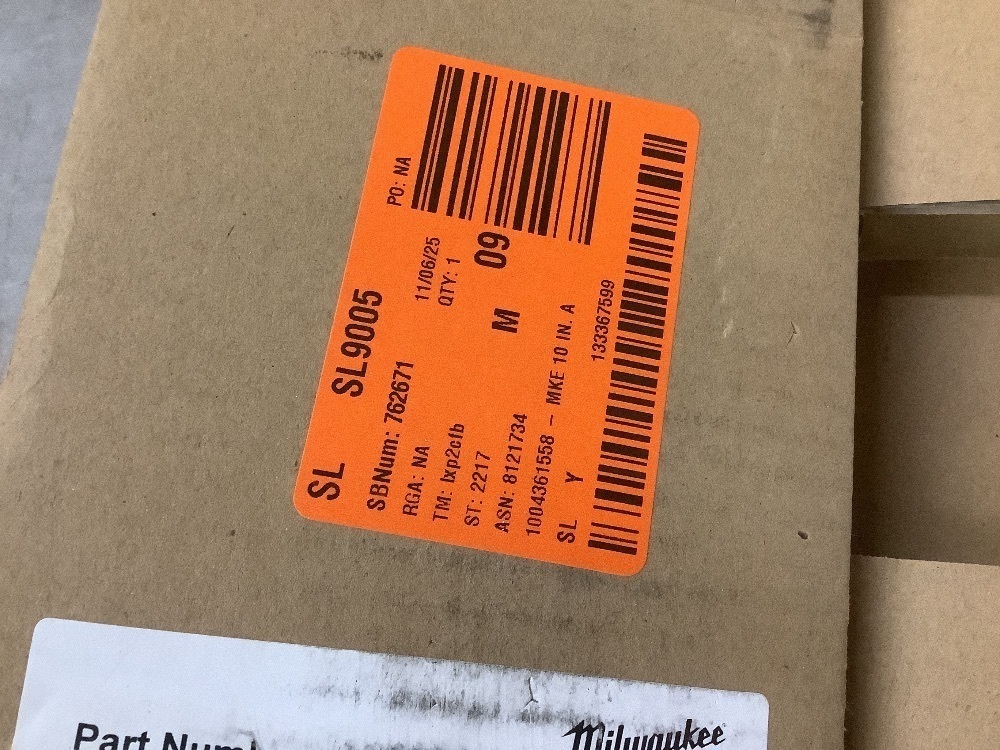 SL SL9005
SBNum: 762671 11/06/25 PO: NA
RGA: NA QTY: 1
TM: lxp2cfb
ST: 2217 M 09
ASN: 8121734
1004361558 - MKE 10 IN. A
SL Y
133367599
Part Num
Milwaukee